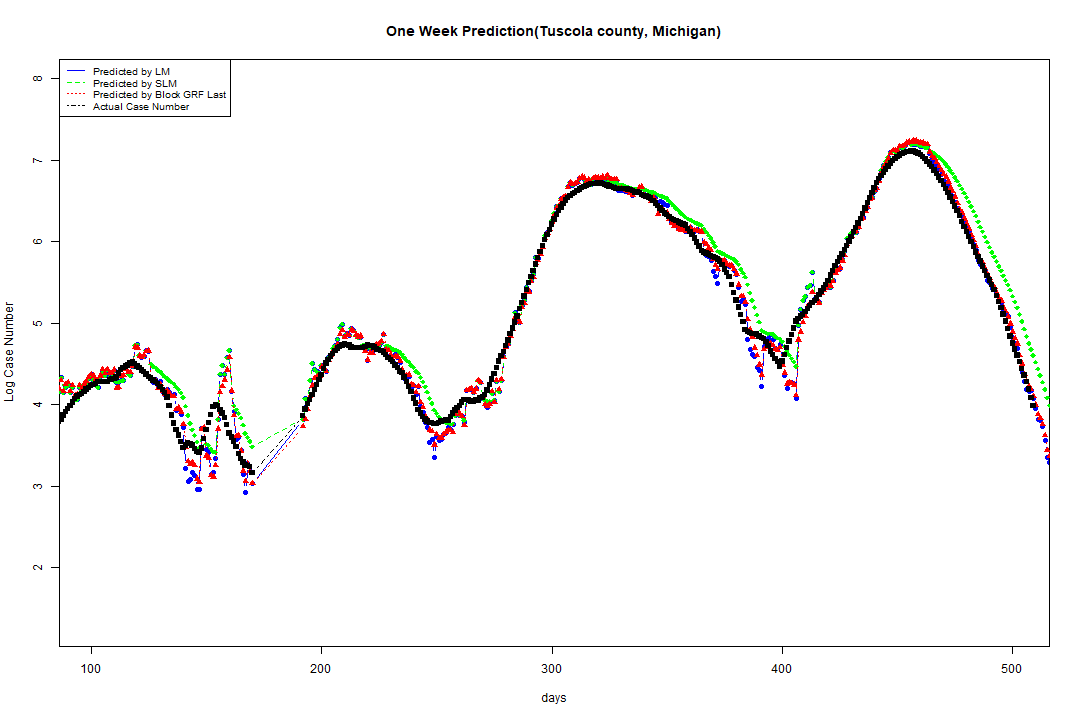 One Week Prediction(Tuscola county, Michigan)
Predicted by LM
Predicted by SLM
Predicted by Block GRF Last
Actual Case Number
8
7
6
5
4
3
2
Log Case Number
100 200 300 400 500
days